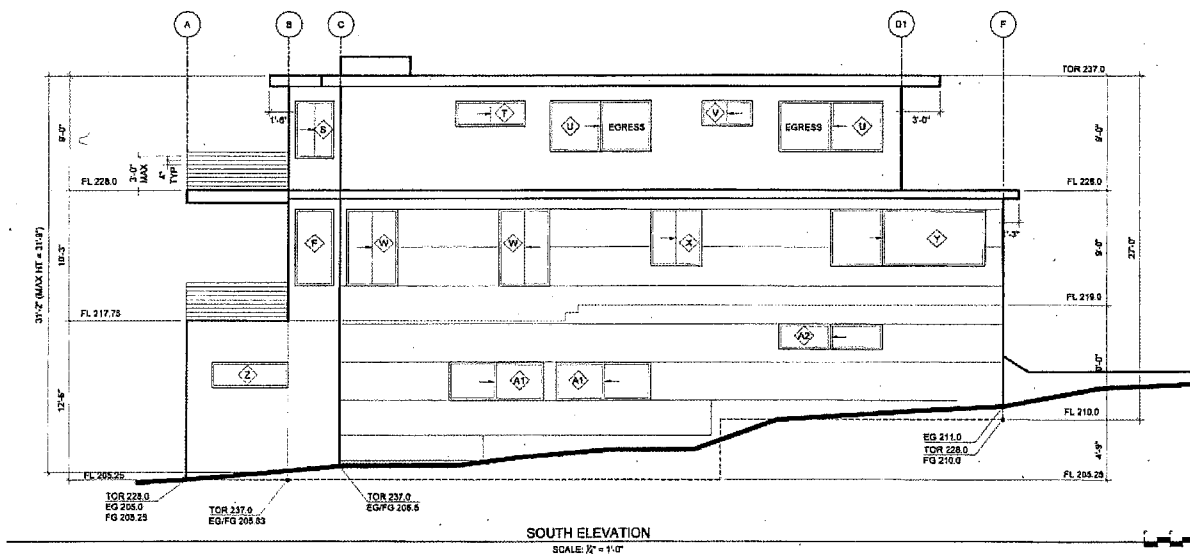 A B C D1 F
TOR 237.0
1'-6"
S T U EGRESS V EGRESS U
3'-0"
9'-0"
9'-0"
3'-0" MAX
4" TYP
FL 228.0
FL 228.0
F W W X Y
1'-3"
31'-2" (MAX HT = 31'-9")
10'-3"
9'-0"
27'-0"
FL 219.0
FL 217.75
A2
Z A1 A1
12'-6"
FL 210.0
EG 211.0
TOR 228.0
FG 210.0
4'-9"
FL 205.25
FL 205.25
TOR 228.0
EG 205.0
FG 205.25
TOR 237.0
EG/FG 205.83
TOR 237.0
EG/FG 206.5
SOUTH ELEVATION
SCALE: ¼" = 1'-0"